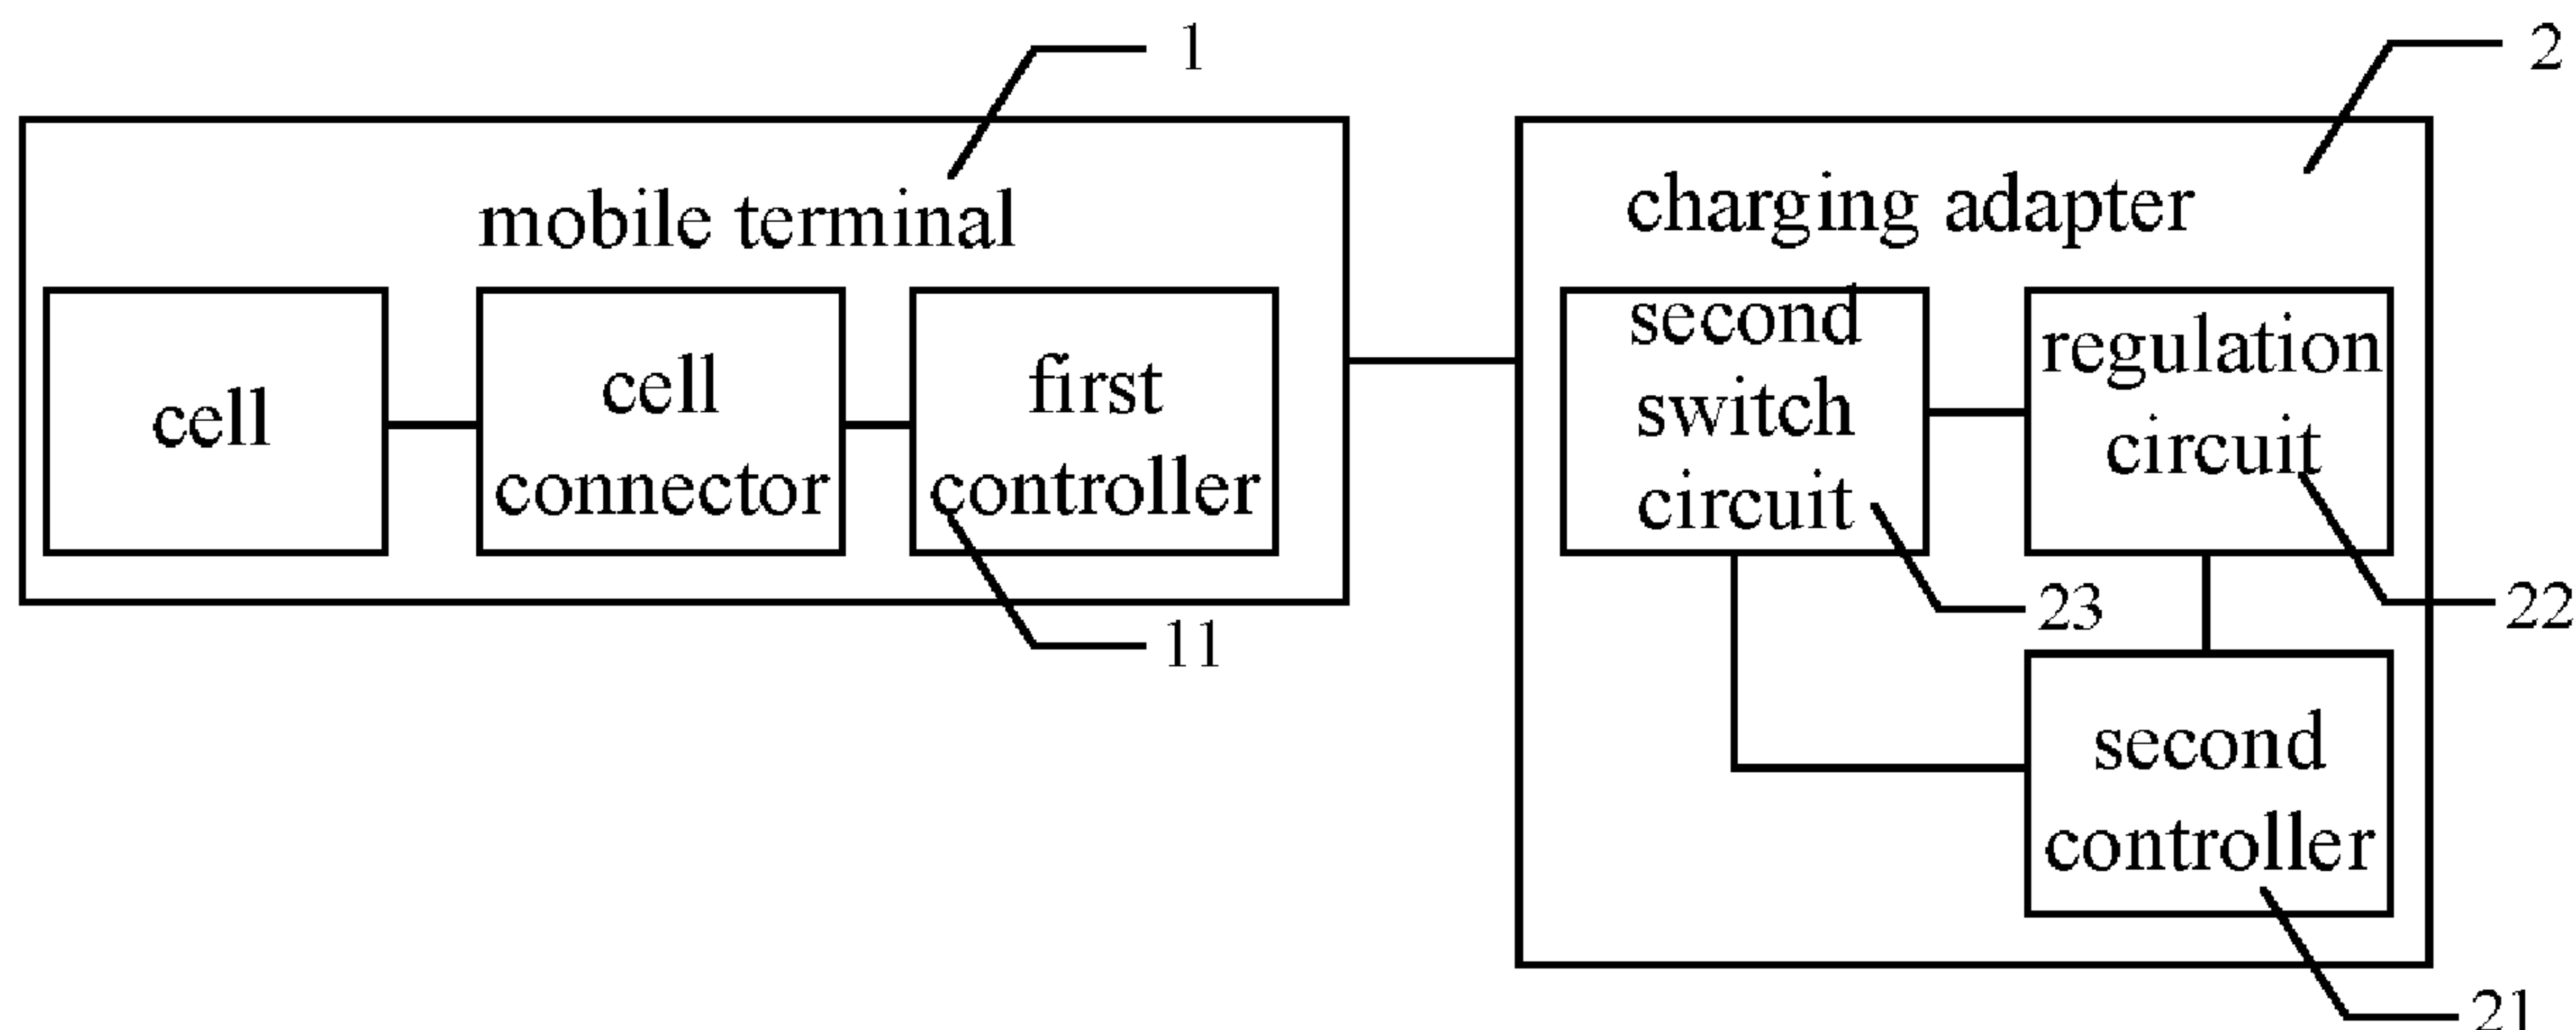 1
2
mobile terminal
charging adapter
cell
cell
connector
first
controller
second
switch
circuit
regulation
circuit
23
22
11
second
controller
21